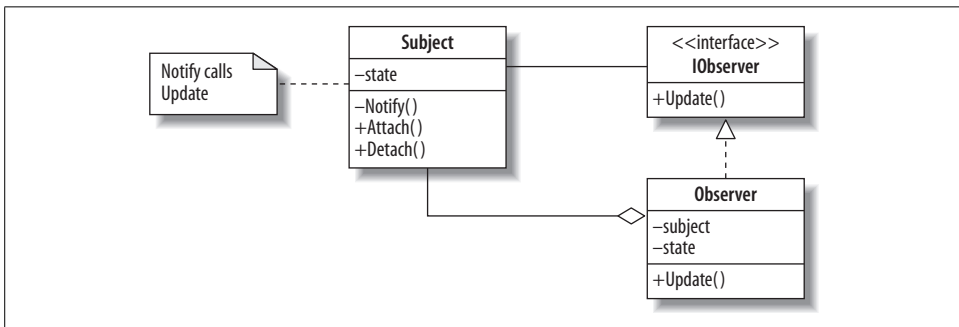 Notify calls
Update
Subject
–state
–Notify()
+Attach()
+Detach()
<<interface>>
IObserver
+Update()
Observer
–subject
–state
+Update()